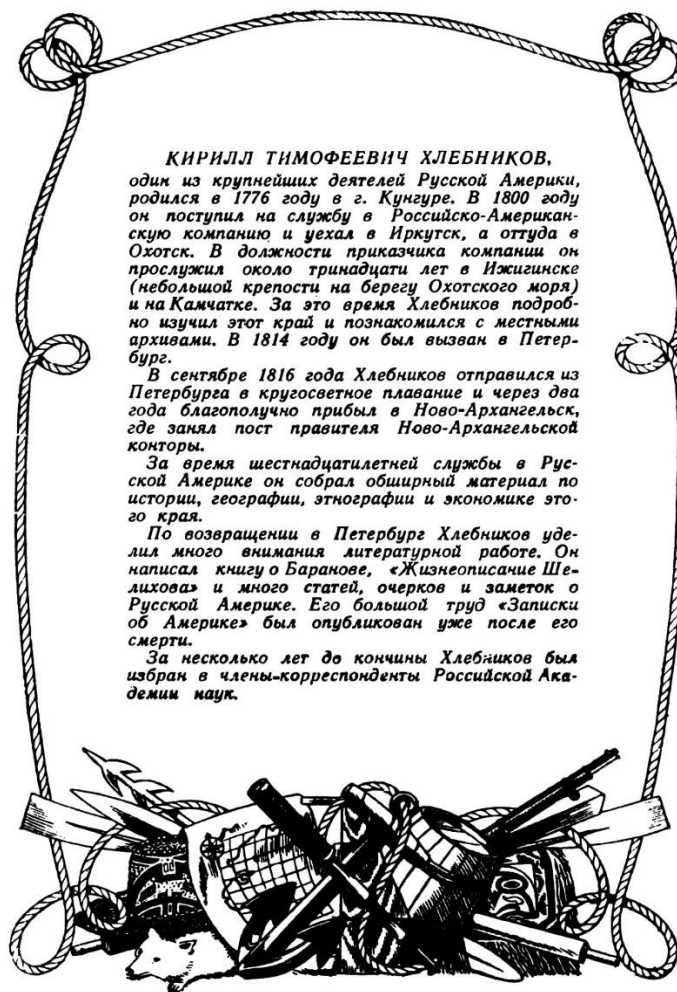 КИРИЛЛ ТИМОФЕЕВИЧ ХЛЕБНИКОВ,
один из крупнейших деятелей Русской Америки,
родился в 1776 году в г. Кунгуре. В 1800 году
он поступил на службу в Российско-Американ-
скую компанию и уехал в Иркутск, а оттуда в
Охотск. В должности приказчика компании он
прослужил около тринадцати лет в Ижигинске
(небольшой крепости на берегу Охотского моря)
и на Камчатке. За это время Хлебников подроб-
но изучил этот край и познакомился с местными
архивами. В 1814 году он был вызван в Петер-
бург.
В сентябре 1816 года Хлебников отправился из
Петербурга в кругосветное плавание и через два
года благополучно прибыл в Ново-Архангельск,
где занял пост правителя Ново-Архангельской
конторы.
За время шестнадцатилетней службы в Рус-
ской Америке он собрал обширный материал по
истории, географии, этнографии и экономике это-
го края.
По возвращении в Петербург Хлебников уде-
лил много внимания литературной работе. Он
написал книгу о Баранове, «Жизнеописание Ше-
лихова» и много статей, очерков и заметок о
Русской Америке. Его большой труд «Записки
об Америке» был опубликован уже после его
смерти.
За несколько лет до кончины Хлебников был
избран в члены-корреспонденты Российской Ака-
демии наук.